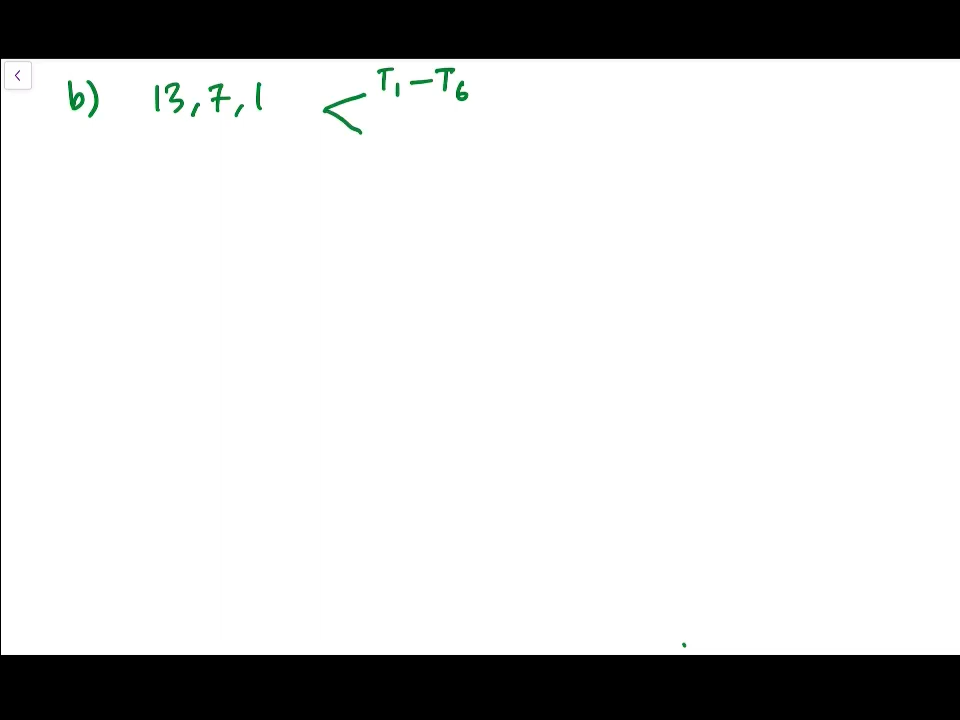 b) 13, 7, 1 < T₁ – T₆